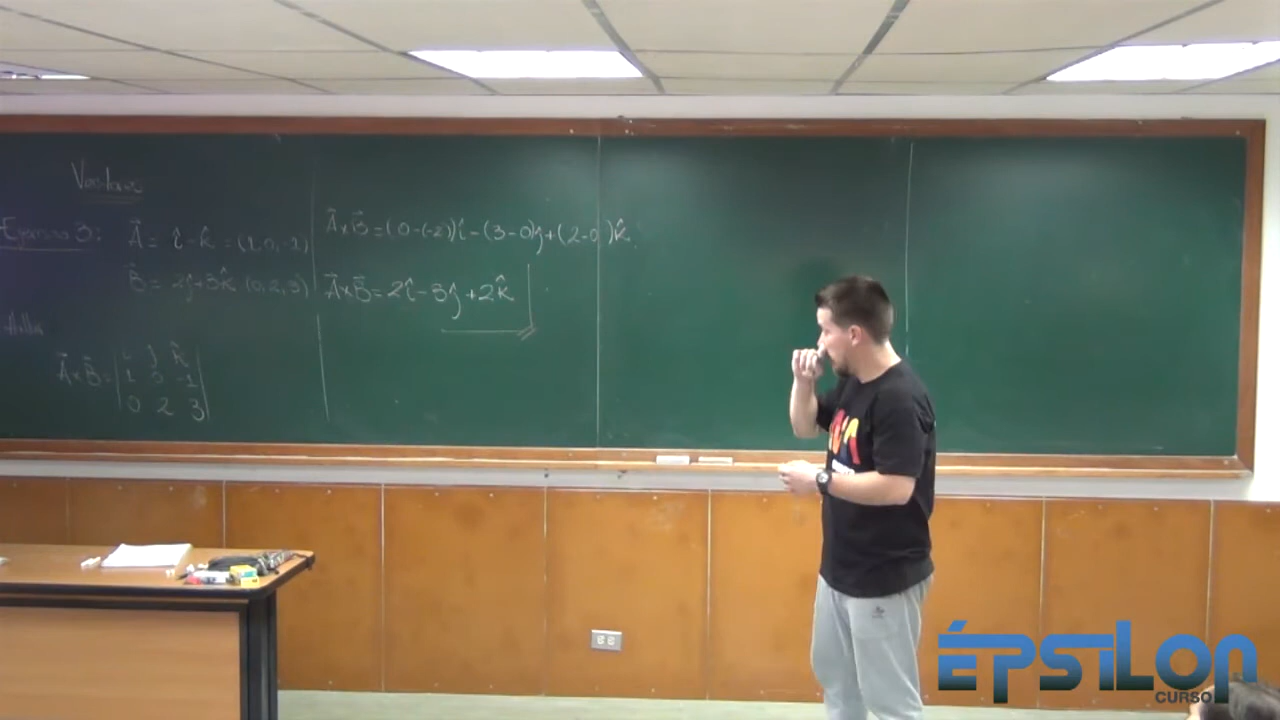 Vectores
Ejercicio 3:
A⃗ = î - k̂ = (1, 0, -1)
B⃗ = 2ĵ + 3k̂ (0, 2, 3)
Halla
A⃗ x B⃗ = | î ĵ k̂ |
| 1 0 -1 |
| 0 2 3 |
A⃗ x B⃗ = (0-(-2))î - (3-0)ĵ + (2-0)k̂
A⃗ x B⃗ = 2î - 3ĵ + 2k̂
ÉPSILON
CURSO